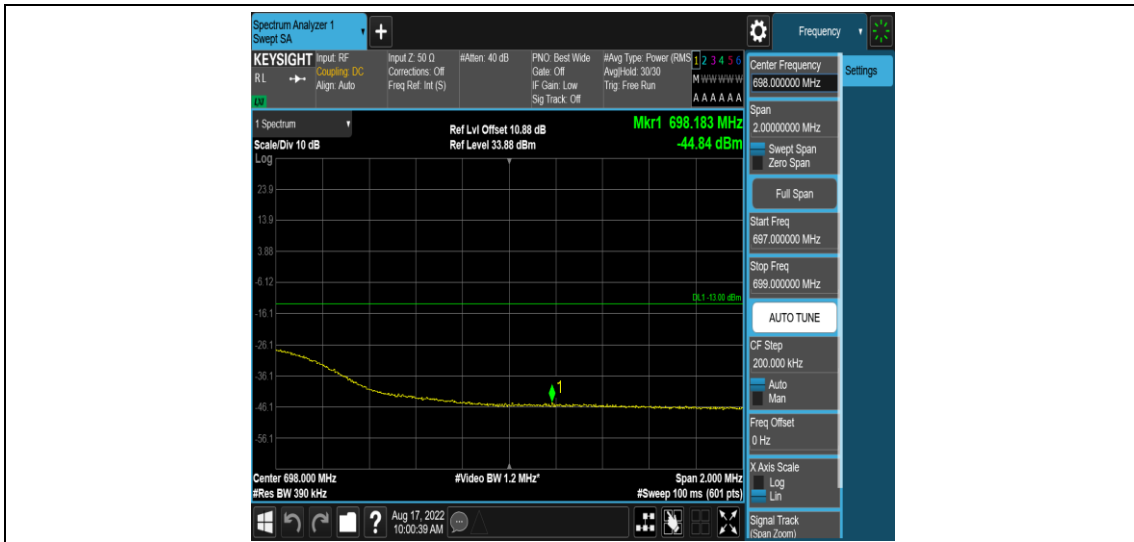 Spectrum Analyzer 1
Swept SA
+
Frequency
KEYSIGHT
RL
LXI
Input: RF
Coupling: DC
Align: Auto
Input Z: 50 Ω
Corrections: Off
Freq Ref: Int (S)
#Atten: 40 dB
PNO: Best Wide
Gate: Off
IF Gain: Low
Sig Track: Off
#Avg Type: Power (RMS
Avg|Hold: 30/30
Trig: Free Run
1 2 3 4 5 6
M W W W W W
A A A A A A
Center Frequency
698.000000 MHz
Settings
1 Spectrum
Scale/Div 10 dB
Log
Ref Lvl Offset 10.88 dB
Ref Level 33.88 dBm
Mkr1 698.183 MHz
-44.84 dBm
Span
2.00000000 MHz
Swept Span
Zero Span
Full Span
Start Freq
697.000000 MHz
Stop Freq
699.000000 MHz
AUTO TUNE
CF Step
200.000 kHz
Auto
Man
Freq Offset
0 Hz
X Axis Scale
Log
Lin
Signal Track
(Span Zoom)
23.9
13.9
3.88
-6.12
DL1 -13.00 dBm
-16.1
-26.1
-36.1
1
-46.1
-56.1
Center 698.000 MHz
#Res BW 390 kHz
#Video BW 1.2 MHz*
Span 2.000 MHz
#Sweep 100 ms (601 pts)
?
Aug 17, 2022
10:00:39 AM